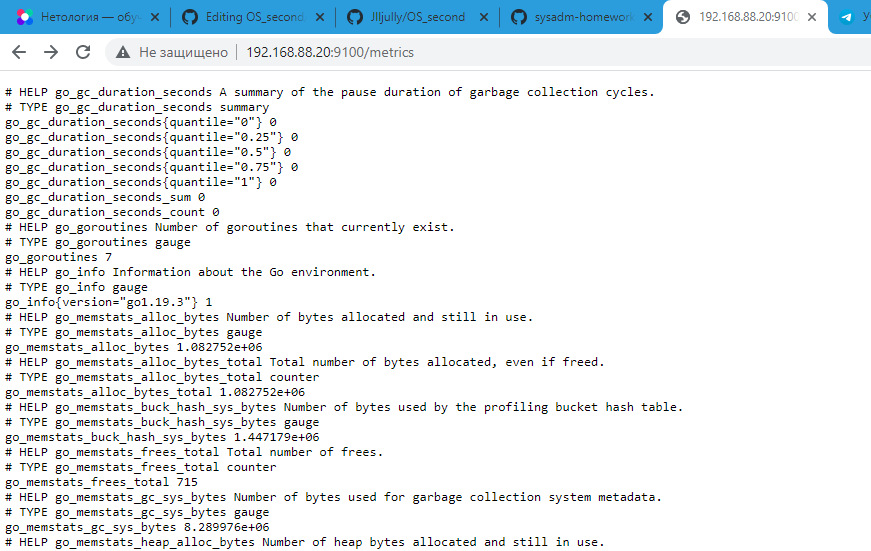 Нетология — обу
Editing OS_second
Jlljully/OS_second
sysadm-homework
192.168.88.20:9100
Не защищено
192.168.88.20:9100/metrics
# HELP go_gc_duration_seconds A summary of the pause duration of garbage collection cycles.
# TYPE go_gc_duration_seconds summary
go_gc_duration_seconds{quantile="0"} 0
go_gc_duration_seconds{quantile="0.25"} 0
go_gc_duration_seconds{quantile="0.5"} 0
go_gc_duration_seconds{quantile="0.75"} 0
go_gc_duration_seconds{quantile="1"} 0
go_gc_duration_seconds_sum 0
go_gc_duration_seconds_count 0
# HELP go_goroutines Number of goroutines that currently exist.
# TYPE go_goroutines gauge
go_goroutines 7
# HELP go_info Information about the Go environment.
# TYPE go_info gauge
go_info{version="go1.19.3"} 1
# HELP go_memstats_alloc_bytes Number of bytes allocated and still in use.
# TYPE go_memstats_alloc_bytes gauge
go_memstats_alloc_bytes 1.082752e+06
# HELP go_memstats_alloc_bytes_total Total number of bytes allocated, even if freed.
# TYPE go_memstats_alloc_bytes_total counter
go_memstats_alloc_bytes_total 1.082752e+06
# HELP go_memstats_buck_hash_sys_bytes Number of bytes used by the profiling bucket hash table.
# TYPE go_memstats_buck_hash_sys_bytes gauge
go_memstats_buck_hash_sys_bytes 1.447179e+06
# HELP go_memstats_frees_total Total number of frees.
# TYPE go_memstats_frees_total counter
go_memstats_frees_total 715
# HELP go_memstats_gc_sys_bytes Number of bytes used for garbage collection system metadata.
# TYPE go_memstats_gc_sys_bytes gauge
go_memstats_gc_sys_bytes 8.289976e+06
# HELP go_memstats_heap_alloc_bytes Number of heap bytes allocated and still in use.